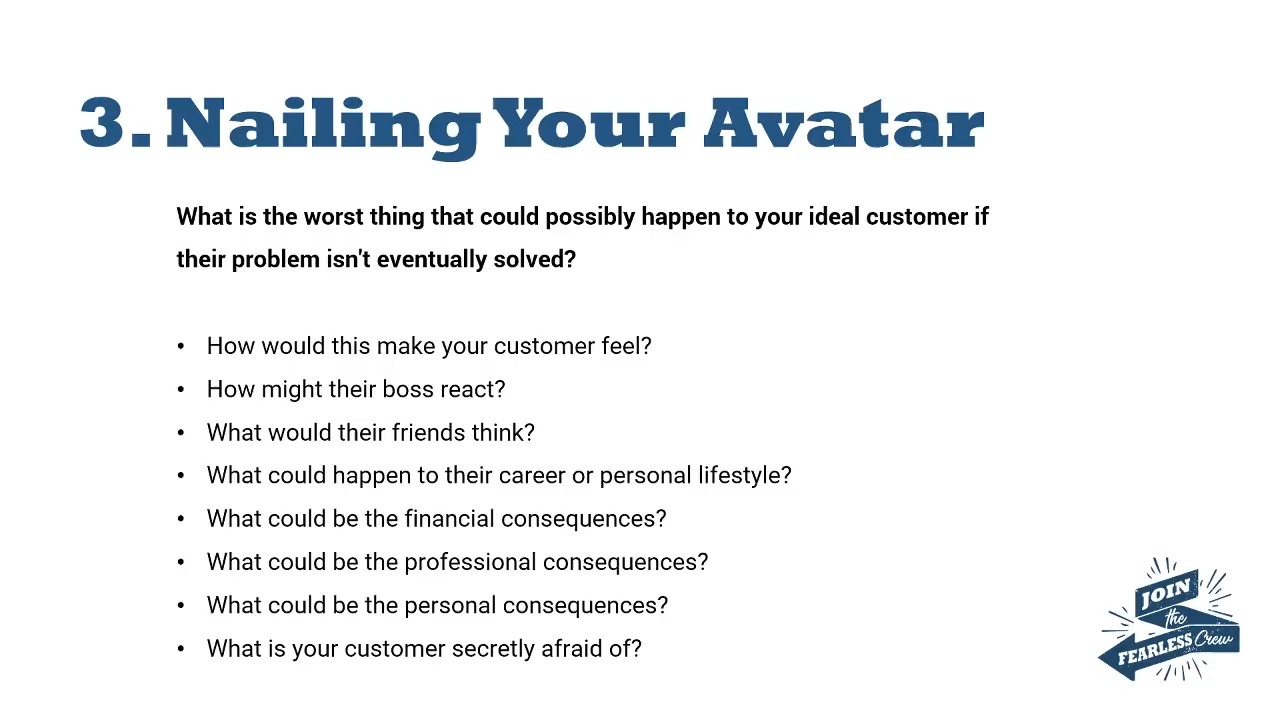 3. Nailing Your Avatar
What is the worst thing that could possibly happen to your ideal customer if
their problem isn't eventually solved?
• How would this make your customer feel?
• How might their boss react?
• What would their friends think?
• What could happen to their career or personal lifestyle?
• What could be the financial consequences?
• What could be the professional consequences?
• What could be the personal consequences?
• What is your customer secretly afraid of?
JOIN
the
FEARLESS Crew